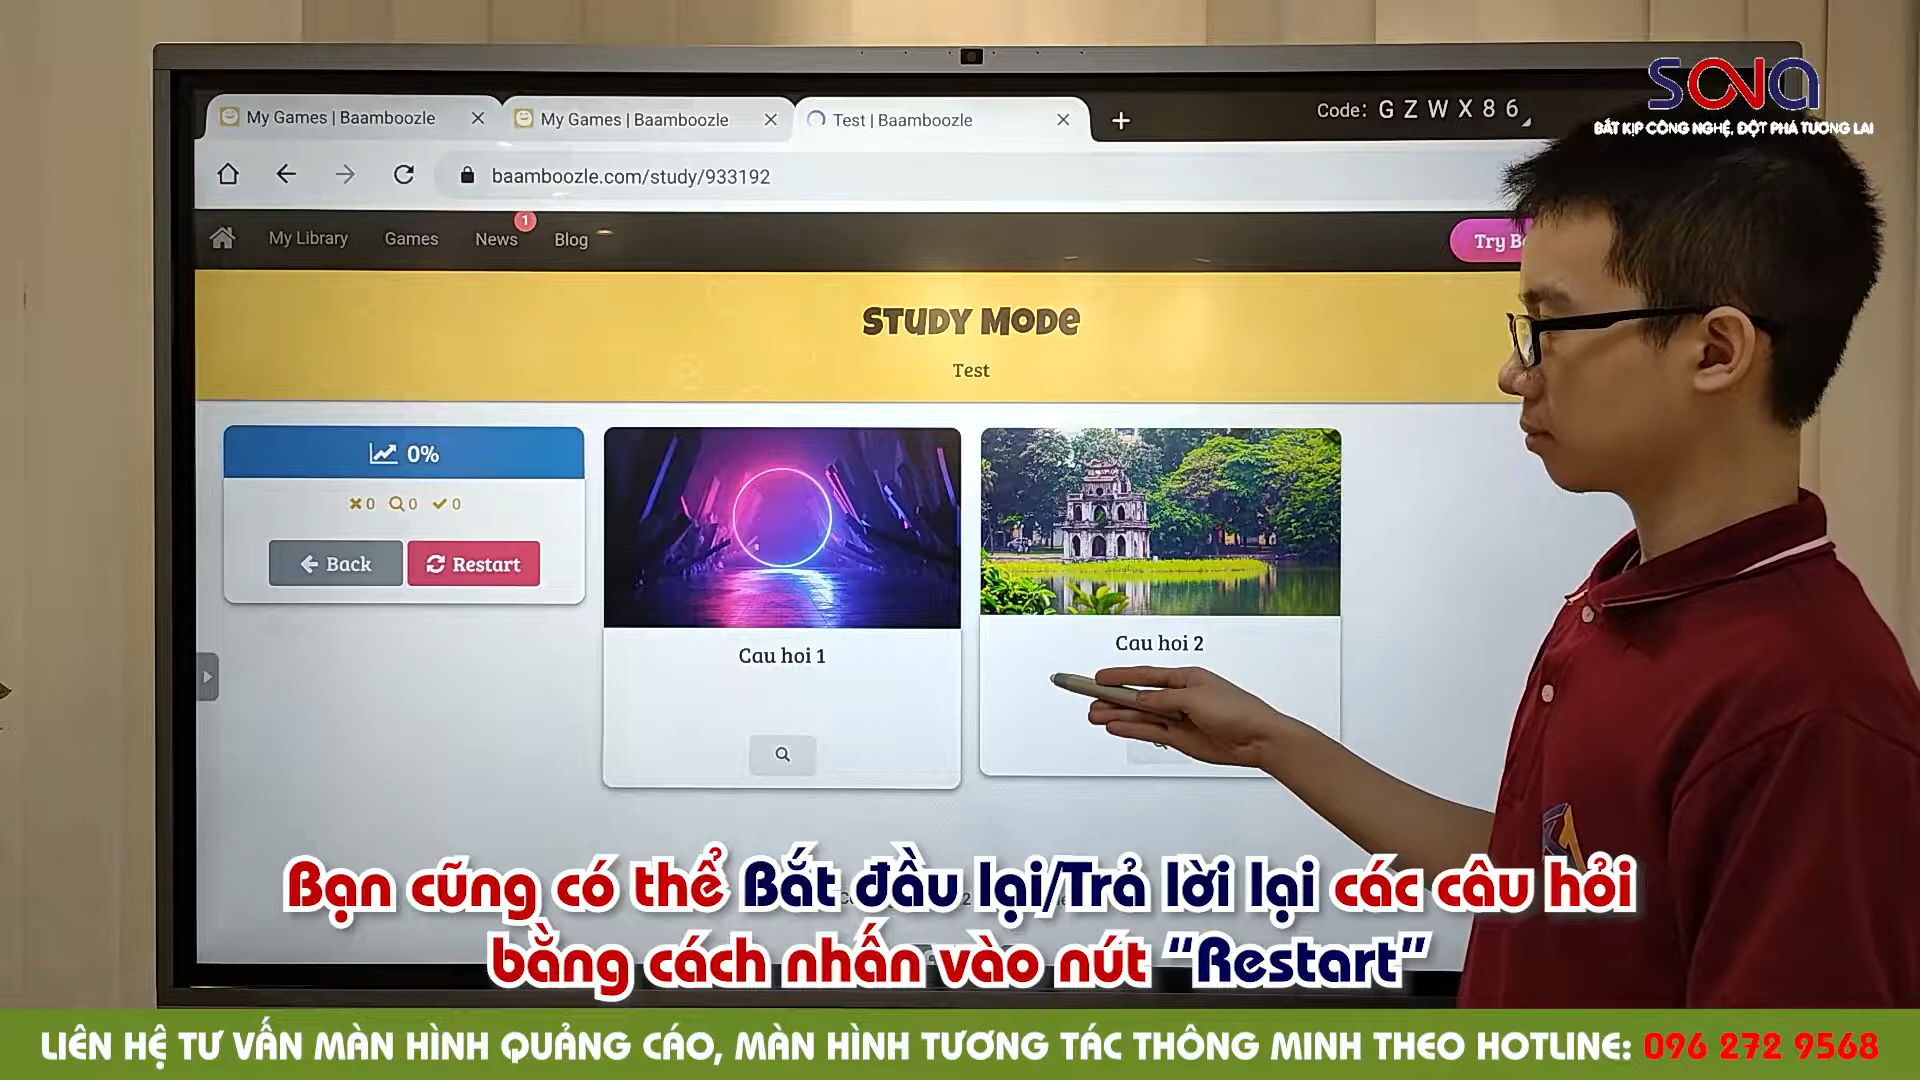 SONA
BẮT KỊP CÔNG NGHỆ, ĐỘT PHÁ TƯƠNG LAI
My Games | Baamboozle
My Games | Baamboozle
Test | Baamboozle
Code: GZWX86
baamboozle.com/study/933192
My Library
Games
News
1
Blog
Try B
STUDY MODE
Test
0%
0 0 0
Back
Restart
Cau hoi 1
Cau hoi 2
Bạn cũng có thể Bắt đầu lại/Trả lời lại các câu hỏi
bằng cách nhấn vào nút “Restart”
LIÊN HỆ TƯ VẤN MÀN HÌNH QUẢNG CÁO, MÀN HÌNH TƯƠNG TÁC THÔNG MINH THEO HOTLINE: 096 272 9568